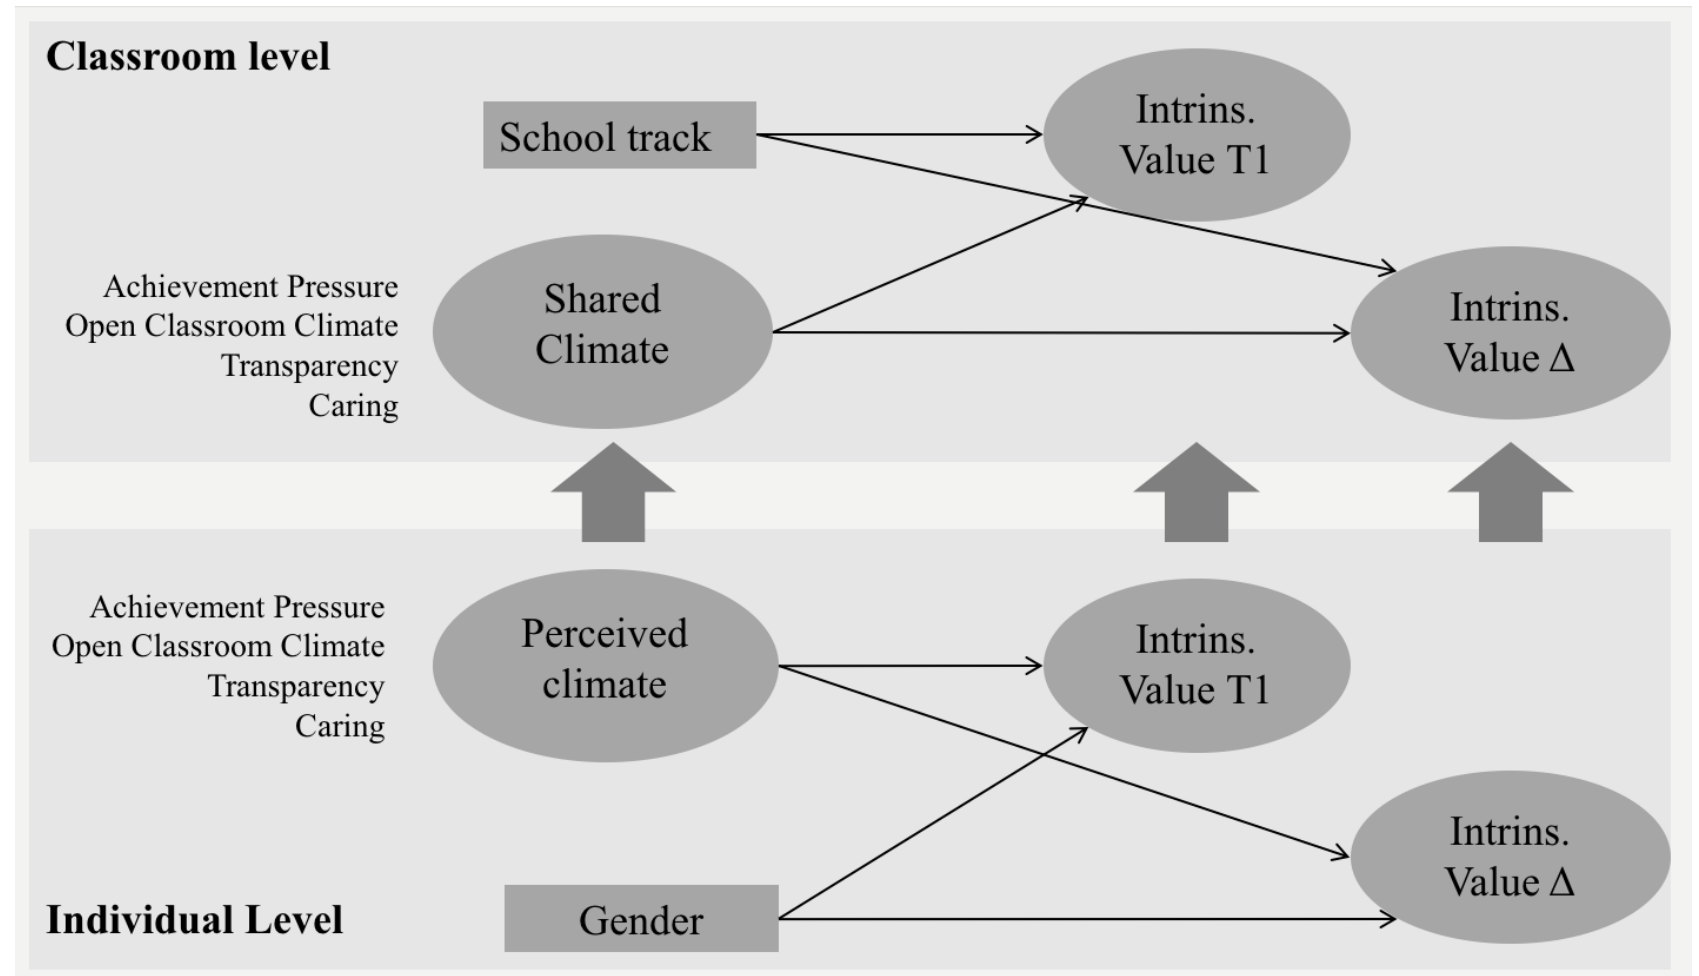 Classroom level
School track
Intrins.
Value T1
Achievement Pressure
Open Classroom Climate
Transparency
Caring
Shared
Climate
Intrins.
Value Δ
Achievement Pressure
Open Classroom Climate
Transparency
Caring
Perceived
climate
Intrins.
Value T1
Intrins.
Value Δ
Individual Level
Gender